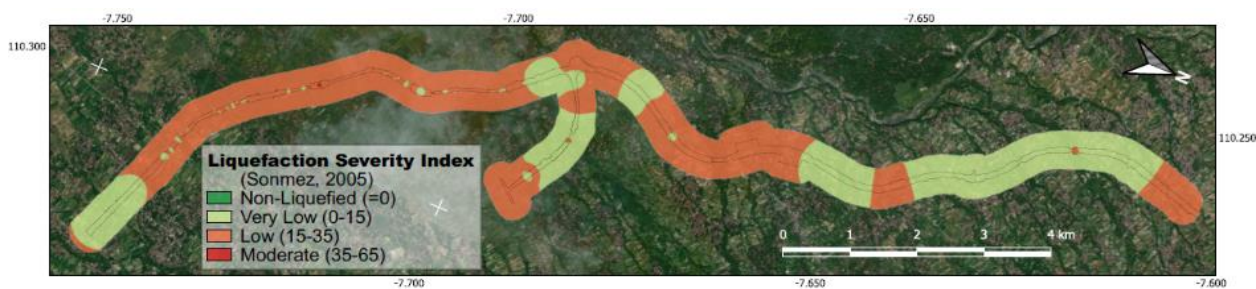 -7.750
-7.700
-7.650
110.300
N
110.250
Liquefaction Severity Index
(Sonmez, 2005)
Non-Liquefied (=0)
Very Low (0-15)
Low (15-35)
Moderate (35-65)
0 1 2 3 4 km
-7.700
-7.650
-7.600